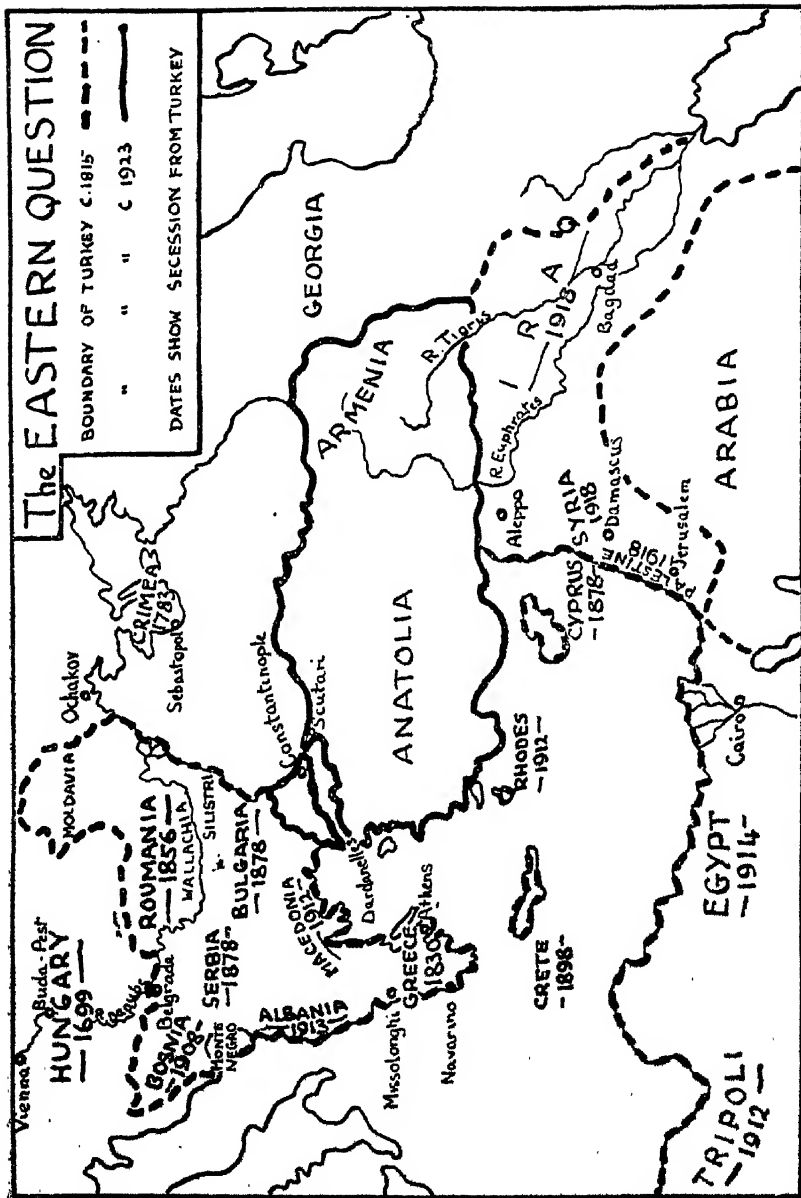 The EASTERN QUESTION
BOUNDARY OF TURKEY C.1815
" " " C 1923
DATES SHOW SECESSION FROM TURKEY
Vienna
Buda-Pest
HUNGARY
— 1699 —
MOLDAVIA
Ochakov
CRIMEA
1783
Sebastopol
ROUMANIA
— 1856 —
WALLACHIA
SILISTRIA
Belgrade
BOSNIA
-1908-
SERBIA
-1878-
BULGARIA
- 1878 -
MONTE
NEGRO
ALBANIA
1913
MACEDONIA
1912-
Constantinople
Scutari
Dardanelles
GREECE
1830
Athens
Missolonghi
Navarino
GEORGIA
ARMENIA
ANATOLIA
R. Tigris
R. Euphrates
I R A Q
— 1918 —
Bagdad
Aleppo
SYRIA
1918
Damascus
CYPRUS
-1878-
PALESTINE
1918
Jerusalem
ARABIA
RHODES
-1912-
CRETE
-1898-
Cairo
EGYPT
— 1914 —
TRIPOLI
— 1912 —